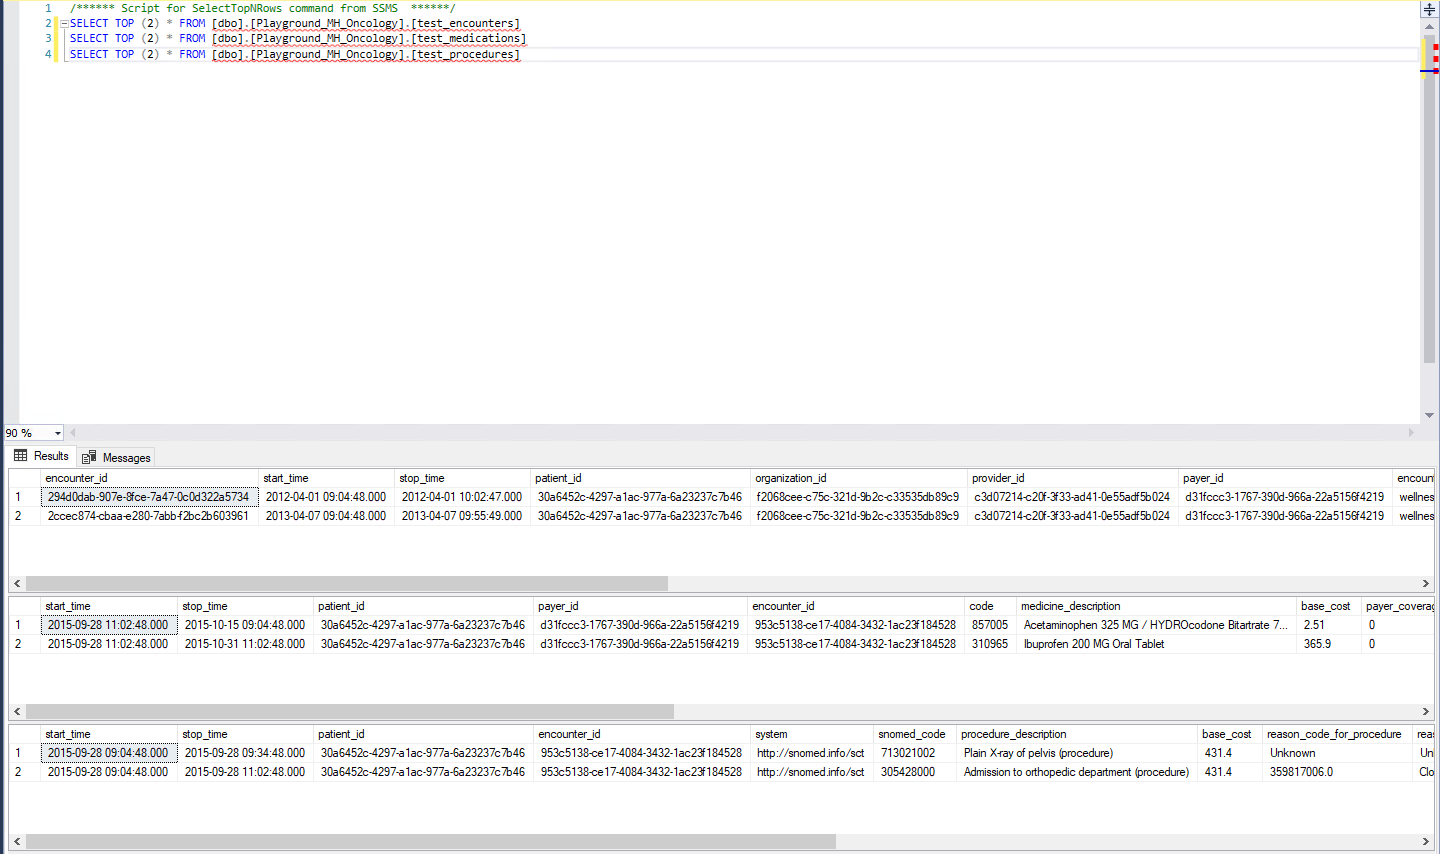 1 /****** Script for SelectTopNRows command from SSMS  ******/
2 SELECT TOP (2) * FROM [dbo].[Playground_MH_Oncology].[test_encounters]
3 SELECT TOP (2) * FROM [dbo].[Playground_MH_Oncology].[test_medications]
4 SELECT TOP (2) * FROM [dbo].[Playground_MH_Oncology].[test_procedures]
90 %
Results Messages
encounter_id start_time stop_time patient_id organization_id provider_id payer_id encoun
1 294d0dab-907e-8fce-7a47-0c0d322a5734 2012-04-01 09:04:48.000 2012-04-01 10:02:47.000 30a6452c-4297-a1ac-977a-6a23237c7b46 f2068cee-c75c-321d-9b2c-c33535db89c9 c3d07214-c20f-3f33-ad41-0e55adf5b024 d31fccc3-1767-390d-966a-22a5156f4219 wellnes
2 2ccec874-cbaa-e280-7abb-f2bc2b603961 2013-04-07 09:04:48.000 2013-04-07 09:55:49.000 30a6452c-4297-a1ac-977a-6a23237c7b46 f2068cee-c75c-321d-9b2c-c33535db89c9 c3d07214-c20f-3f33-ad41-0e55adf5b024 d31fccc3-1767-390d-966a-22a5156f4219 wellnes
start_time stop_time patient_id payer_id encounter_id code medicine_description base_cost payer_coverag
1 2015-09-28 11:02:48.000 2015-10-15 09:04:48.000 30a6452c-4297-a1ac-977a-6a23237c7b46 d31fccc3-1767-390d-966a-22a5156f4219 953c5138-ce17-4084-3432-1ac23f184528 857005 Acetaminophen 325 MG / HYDROcodone Bitartrate 7... 2.51 0
2 2015-09-28 11:02:48.000 2015-10-31 11:02:48.000 30a6452c-4297-a1ac-977a-6a23237c7b46 d31fccc3-1767-390d-966a-22a5156f4219 953c5138-ce17-4084-3432-1ac23f184528 310965 Ibuprofen 200 MG Oral Tablet 365.9 0
start_time stop_time patient_id encounter_id system snomed_code procedure_description base_cost reason_code_for_procedure reas
1 2015-09-28 09:04:48.000 2015-09-28 09:34:48.000 30a6452c-4297-a1ac-977a-6a23237c7b46 953c5138-ce17-4084-3432-1ac23f184528 http://snomed.info/sct 713021002 Plain X-ray of pelvis (procedure) 431.4 Unknown Un
2 2015-09-28 09:04:48.000 2015-09-28 11:02:48.000 30a6452c-4297-a1ac-977a-6a23237c7b46 953c5138-ce17-4084-3432-1ac23f184528 http://snomed.info/sct 305428000 Admission to orthopedic department (procedure) 431.4 359817006.0 Clo